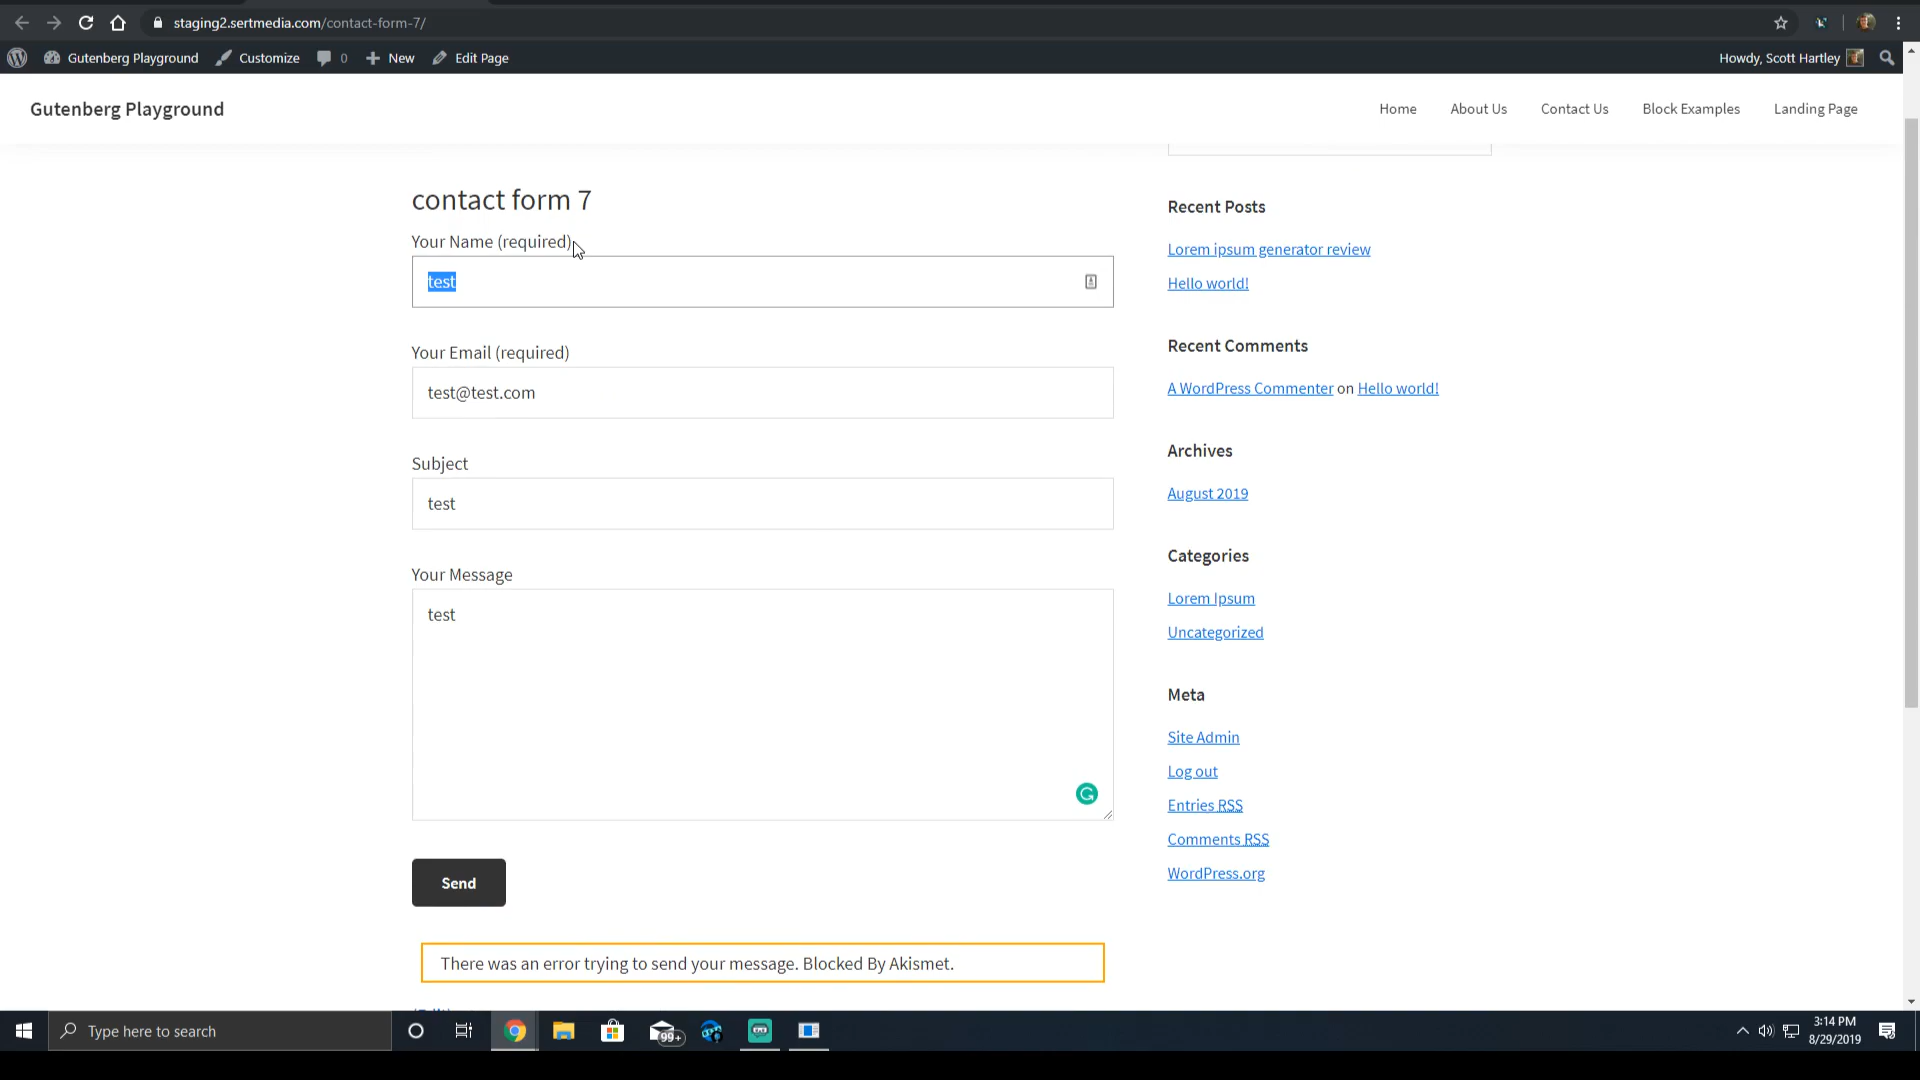 staging2.sertmedia.com/contact-form-7/
Gutenberg Playground
Customize
0
New
Edit Page
Howdy, Scott Hartley
Gutenberg Playground
Home
About Us
Contact Us
Block Examples
Landing Page
contact form 7
Your Name (required)
test
Your Email (required)
test@test.com
Subject
test
Your Message
test
Send
There was an error trying to send your message. Blocked By Akismet.
Recent Posts
Lorem ipsum generator review
Hello world!
Recent Comments
A WordPress Commenter on Hello world!
Archives
August 2019
Categories
Lorem Ipsum
Uncategorized
Meta
Site Admin
Log out
Entries RSS
Comments RSS
WordPress.org
Type here to search
99+
3:14 PM
8/29/2019